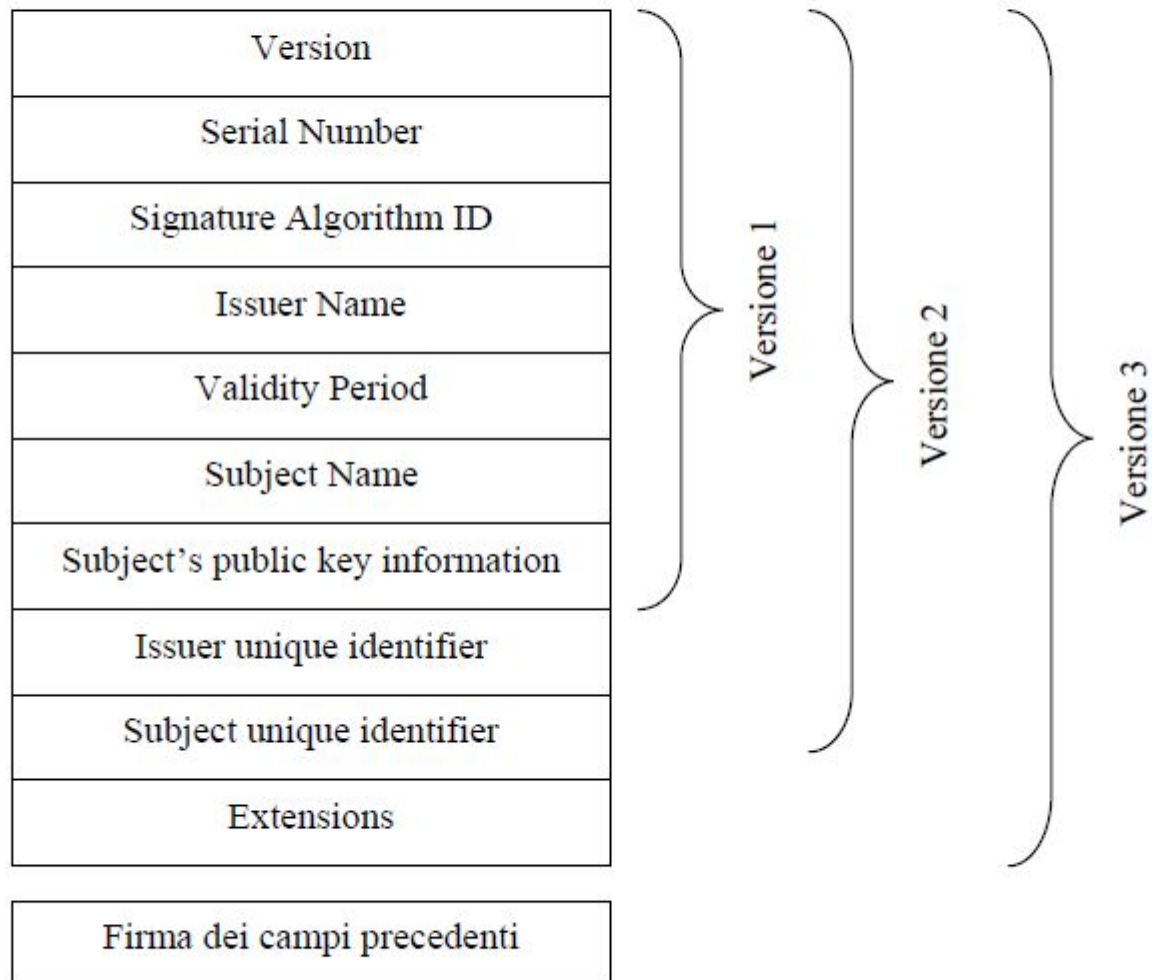 Version
Serial Number
Signature Algorithm ID
Issuer Name
Validity Period
Subject Name
Subject’s public key information
Issuer unique identifier
Subject unique identifier
Extensions
Firma dei campi precedenti
Versione 1
Versione 2
Versione 3